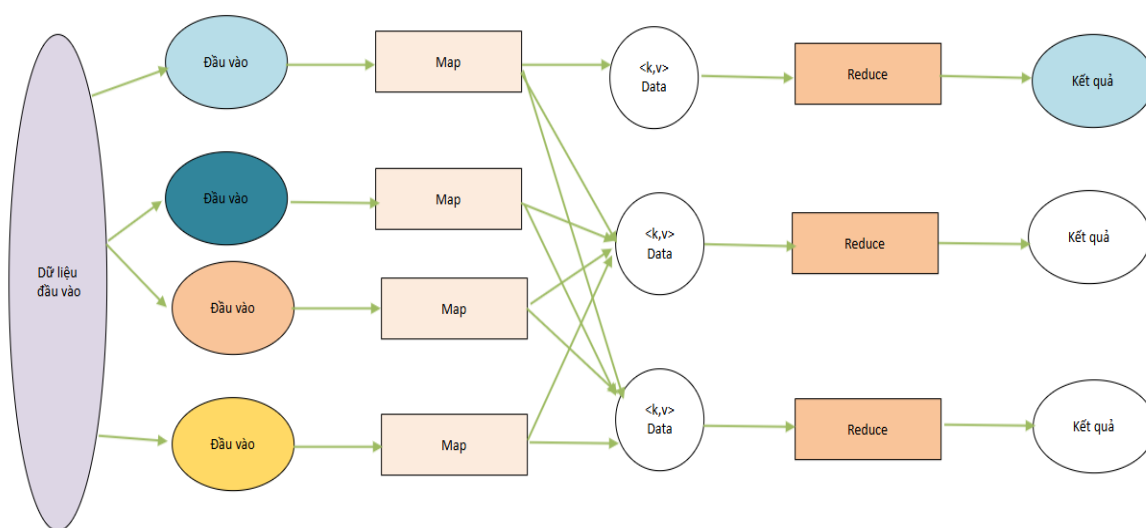 Dữ liệu
đầu vào
Đầu vào
Map
<k,v>
Data
Reduce
Kết quả
Đầu vào
Map
<k,v>
Data
Reduce
Kết quả
Đầu vào
Map
Đầu vào
Map
<k,v>
Data
Reduce
Kết quả